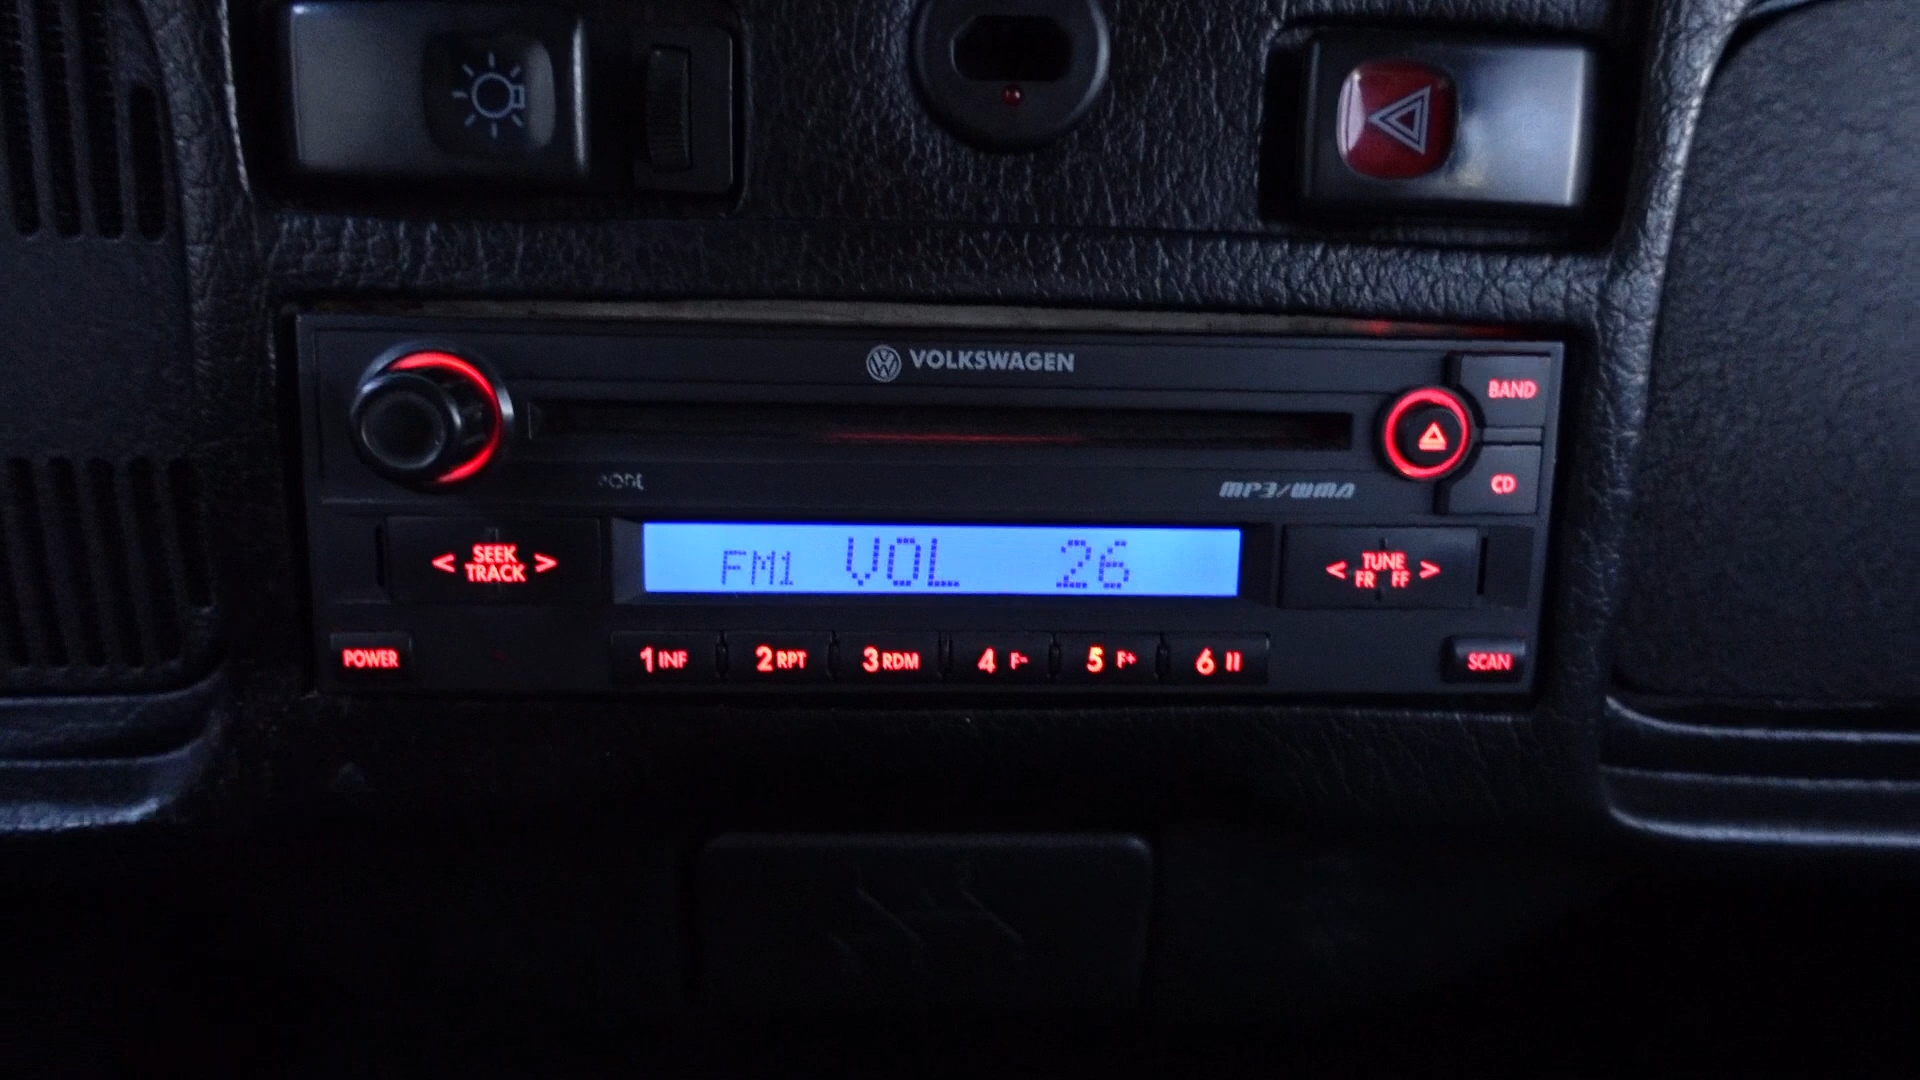 VOLKSWAGEN
BAND
CD
MP3/WMA
< SEEK TRACK >
FM1 VOL 26
< TUNE FR FF >
POWER
1 INF
2 RPT
3 RDM
4 F-
5 F+
6 II
SCAN